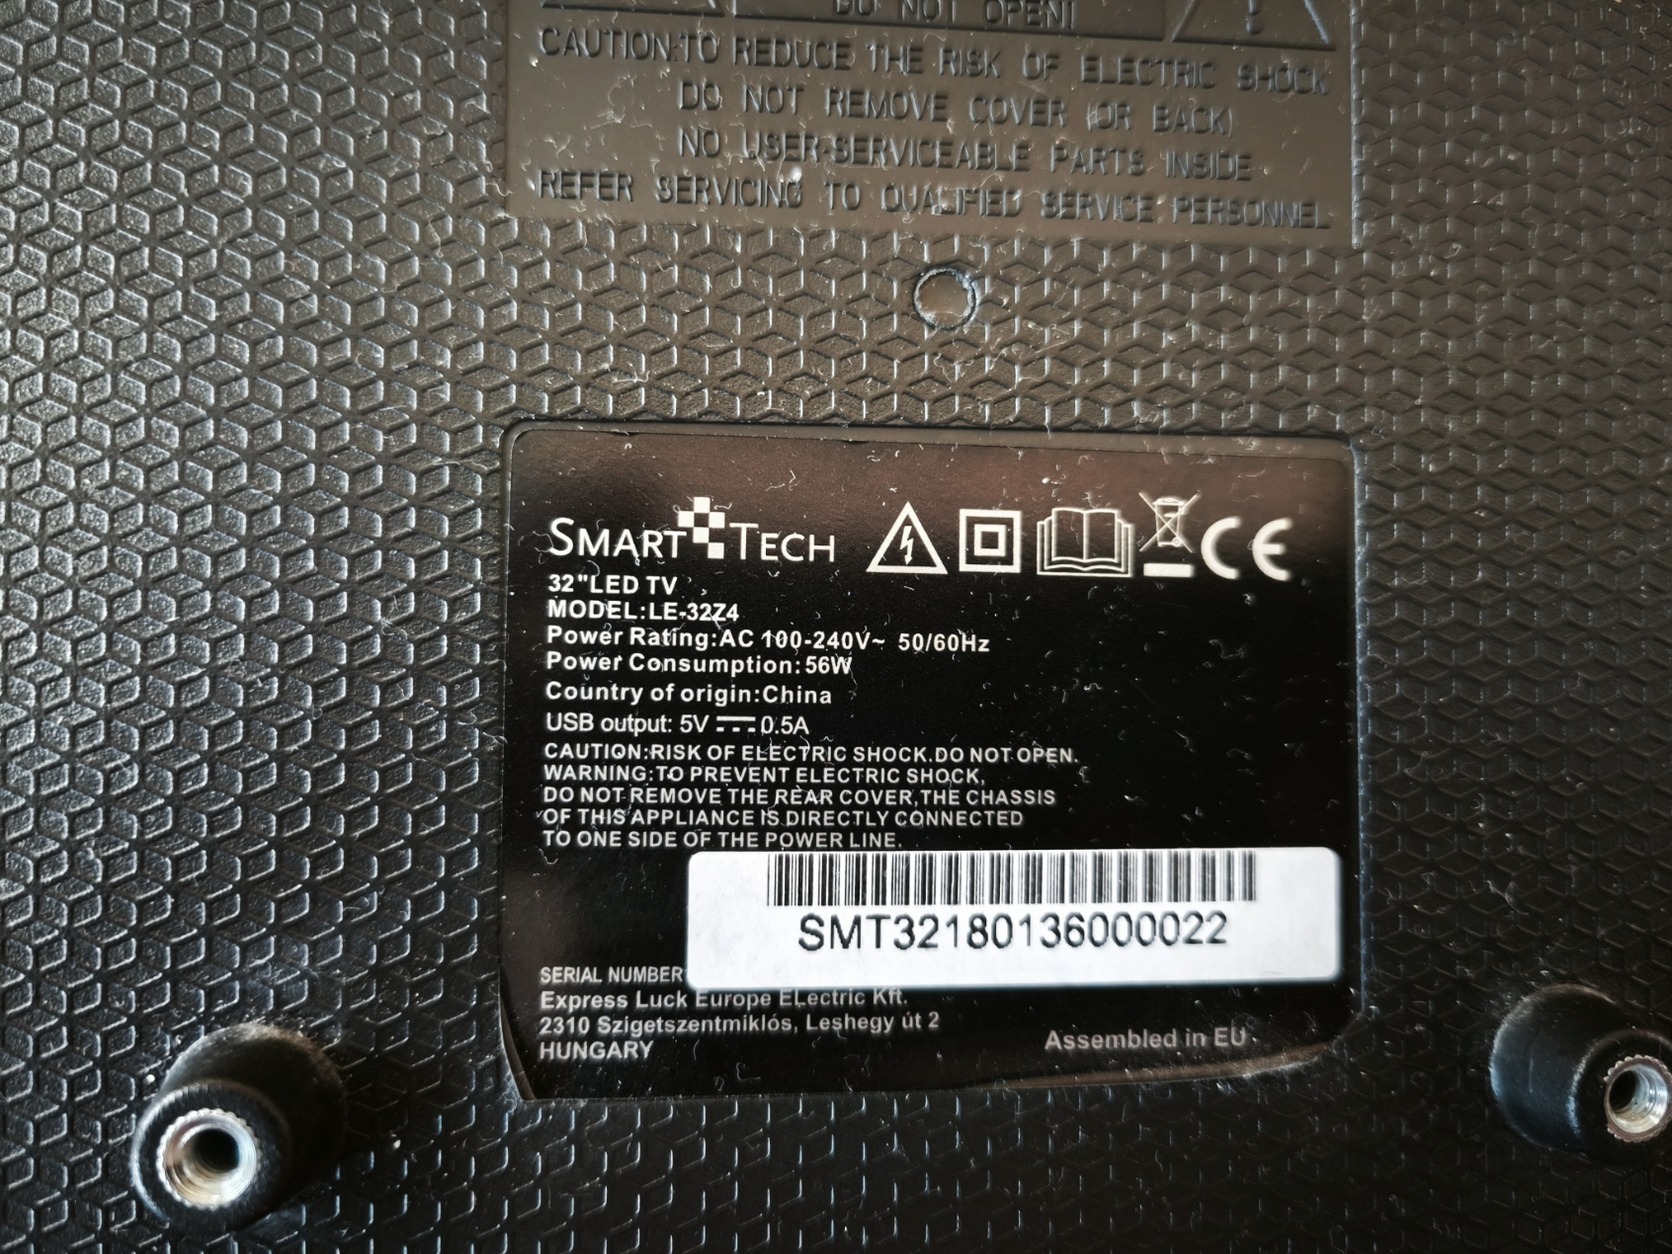 DO NOT OPEN!
CAUTION:TO REDUCE THE RISK OF ELECTRIC SHOCK
DO NOT REMOVE COVER (OR BACK)
NO USER-SERVICEABLE PARTS INSIDE
REFER SERVICING TO QUALIFIED SERVICE PERSONNEL
SMART TECH CE
32"LED TV
MODEL:LE-32Z4
Power Rating:AC 100-240V~ 50/60Hz
Power Consumption:56W
Country of origin:China
USB output: 5V ⎓ 0.5A
CAUTION:RISK OF ELECTRIC SHOCK.DO NOT OPEN.
WARNING:TO PREVENT ELECTRIC SHOCK,
DO NOT REMOVE THE REAR COVER,THE CHASSIS
OF THIS APPLIANCE IS DIRECTLY CONNECTED
TO ONE SIDE OF THE POWER LINE.
SMT32180136000022
SERIAL NUMBER
Express Luck Europe ELectric Kft.
2310 Szigetszentmiklós, Leshegy út 2
HUNGARY
Assembled in EU